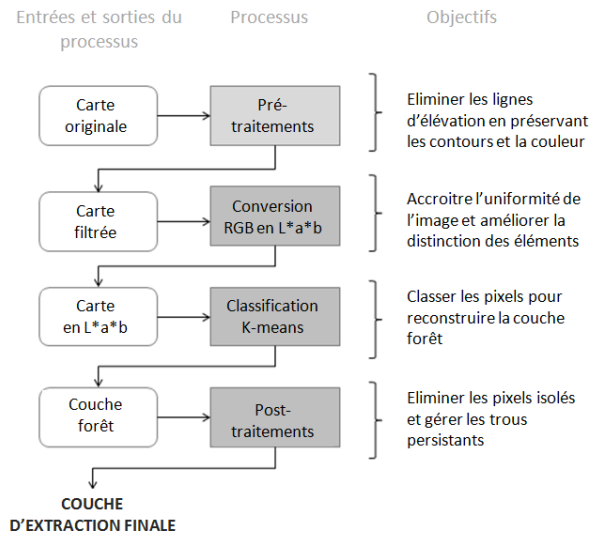 Entrées et sorties du
processus
Processus
Objectifs
Carte
originale
Pré-
traitements
Eliminer les lignes
d'élévation en préservant
les contours et la couleur
Carte
filtrée
Conversion
RGB en L*a*b
Accroitre l'uniformité de
l'image et améliorer la
distinction des éléments
Carte
en L*a*b
Classification
K-means
Classer les pixels pour
reconstruire la couche
forêt
Couche
forêt
Post-
traitements
Eliminer les pixels isolés
et gérer les trous
persistants
COUCHE
D'EXTRACTION FINALE